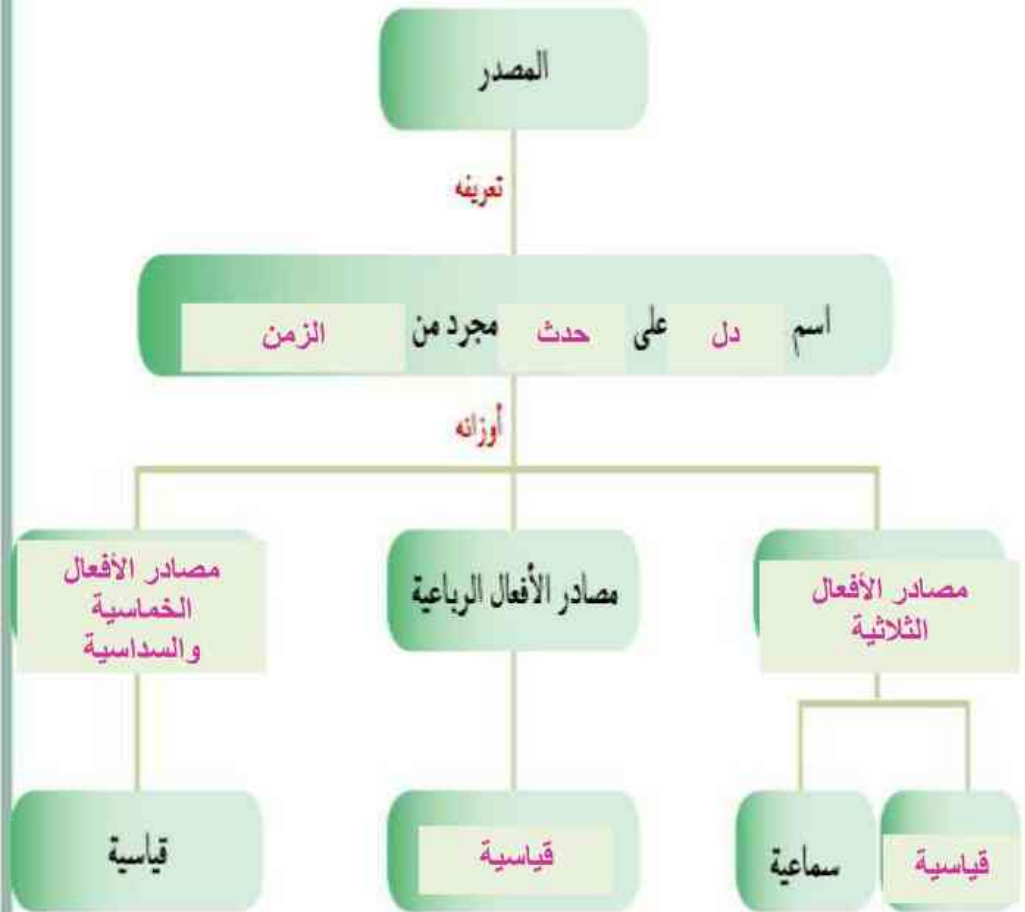 المصدر
تعريفه
اسم دل على حدث مجرد من الزمن
أوزانه
مصادر الأفعال
الثلاثية
مصادر الأفعال الرباعية
مصادر الأفعال
الخماسية
والسداسية
قياسية
سماعية
قياسية
قياسية